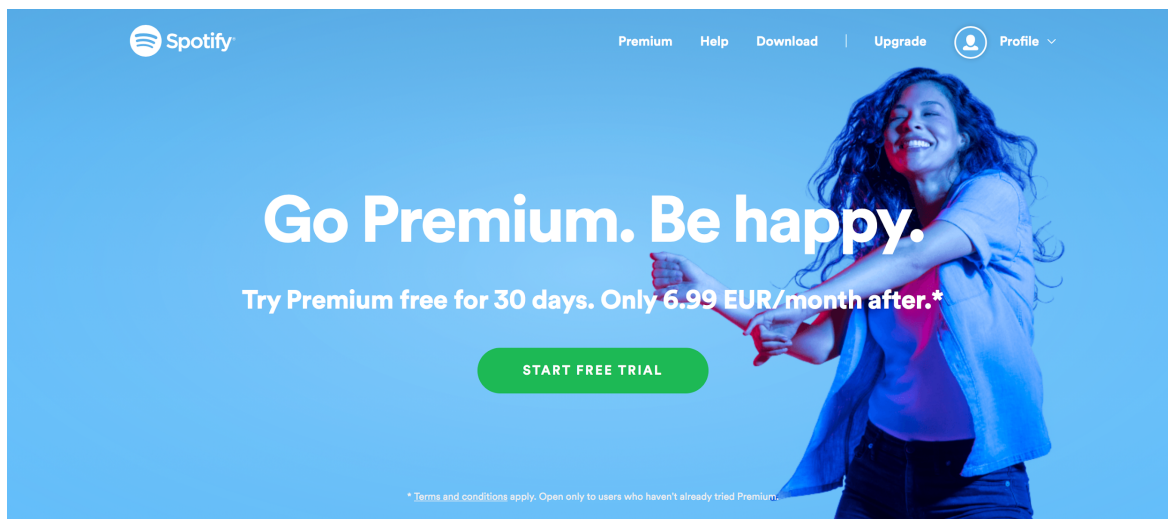 Spotify®
Premium Help Download | Upgrade Profile
Go Premium. Be happy.
Try Premium free for 30 days. Only 6.99 EUR/month after.*
START FREE TRIAL
* Terms and conditions apply. Open only to users who haven't already tried Premium.